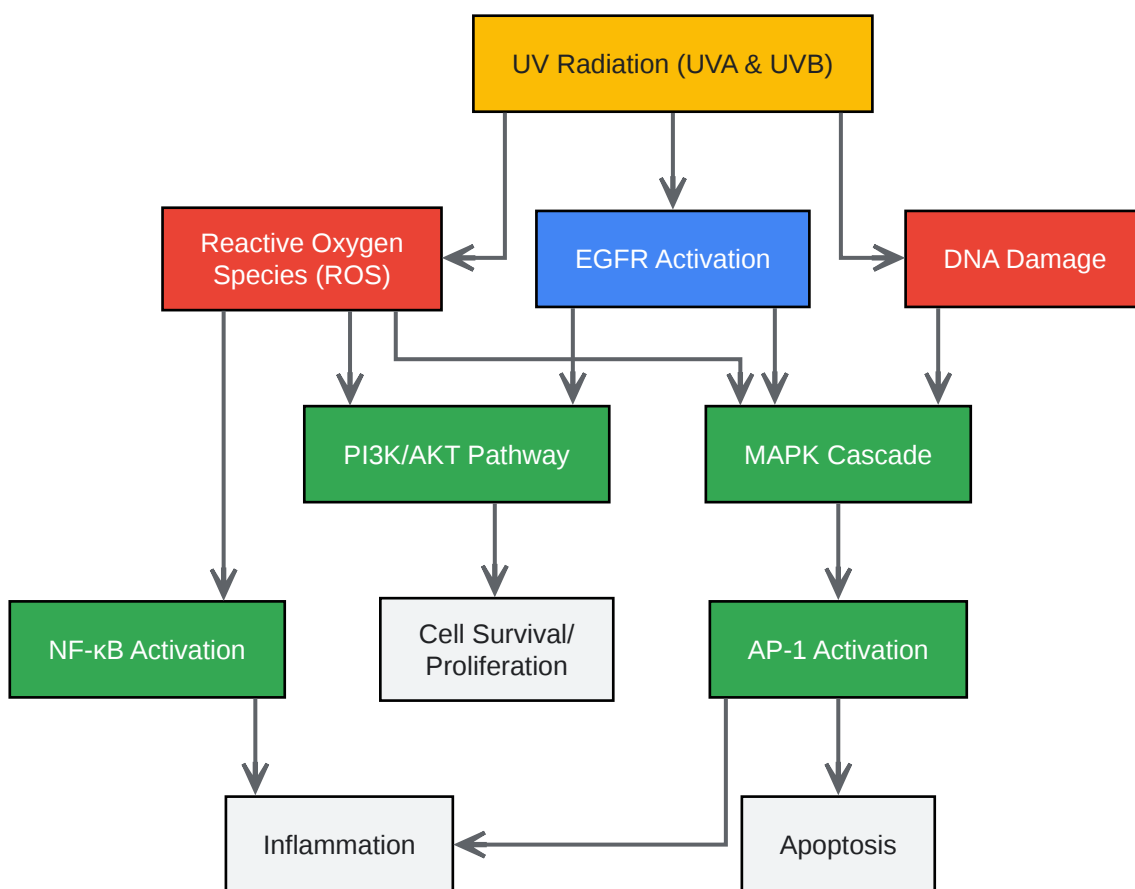 UV Radiation (UVA & UVB)
Reactive Oxygen
Species (ROS)
EGFR Activation
DNA Damage
PI3K/AKT Pathway
MAPK Cascade
NF-κB Activation
Cell Survival/
Proliferation
AP-1 Activation
Inflammation
Apoptosis